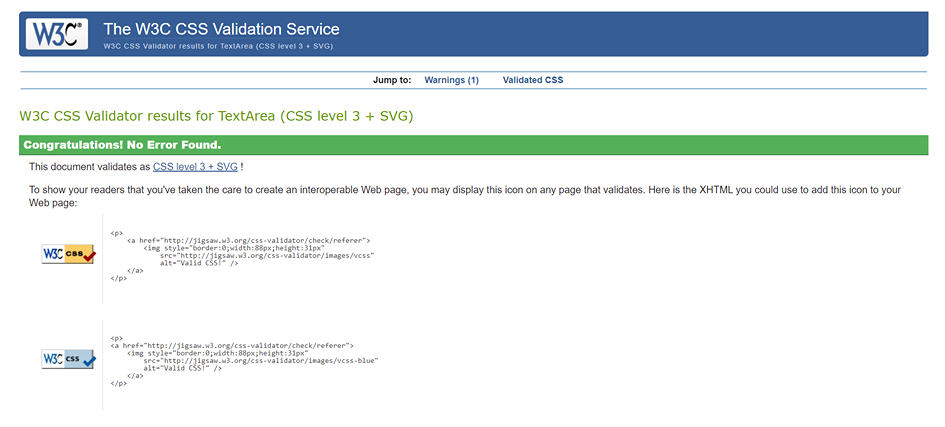 W3C®
The W3C CSS Validation Service
W3C CSS Validator results for TextArea (CSS level 3 + SVG)
Jump to: Warnings (1) Validated CSS
W3C CSS Validator results for TextArea (CSS level 3 + SVG)
Congratulations! No Error Found.
This document validates as CSS level 3 + SVG !
To show your readers that you've taken the care to create an interoperable Web page, you may display this icon on any page that validates. Here is the XHTML you could use to add this icon to your
Web page:
W3C css
<p>
<a href="http://jigsaw.w3.org/css-validator/check/referer">
<img style="border:0;width:88px;height:31px"
src="http://jigsaw.w3.org/css-validator/images/vcss"
alt="Valid CSS!" />
</a>
</p>
W3C css
<p>
<a href="http://jigsaw.w3.org/css-validator/check/referer">
<img style="border:0;width:88px;height:31px"
src="http://jigsaw.w3.org/css-validator/images/vcss-blue"
alt="Valid CSS!" />
</a>
</p>